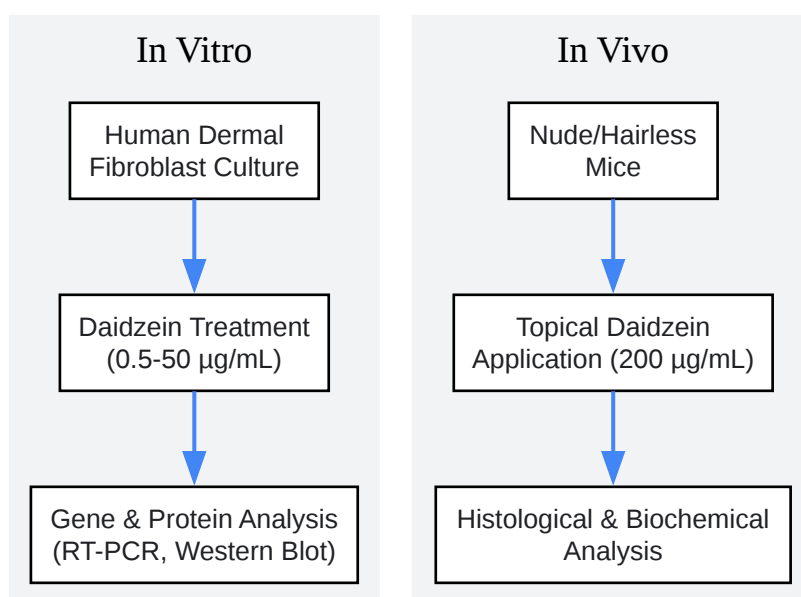 In Vitro
Human Dermal
Fibroblast Culture
Daidzein Treatment
(0.5-50 µg/mL)
Gene & Protein Analysis
(RT-PCR, Western Blot)
In Vivo
Nude/Hairless
Mice
Topical Daidzein
Application (200 µg/mL)
Histological & Biochemical
Analysis